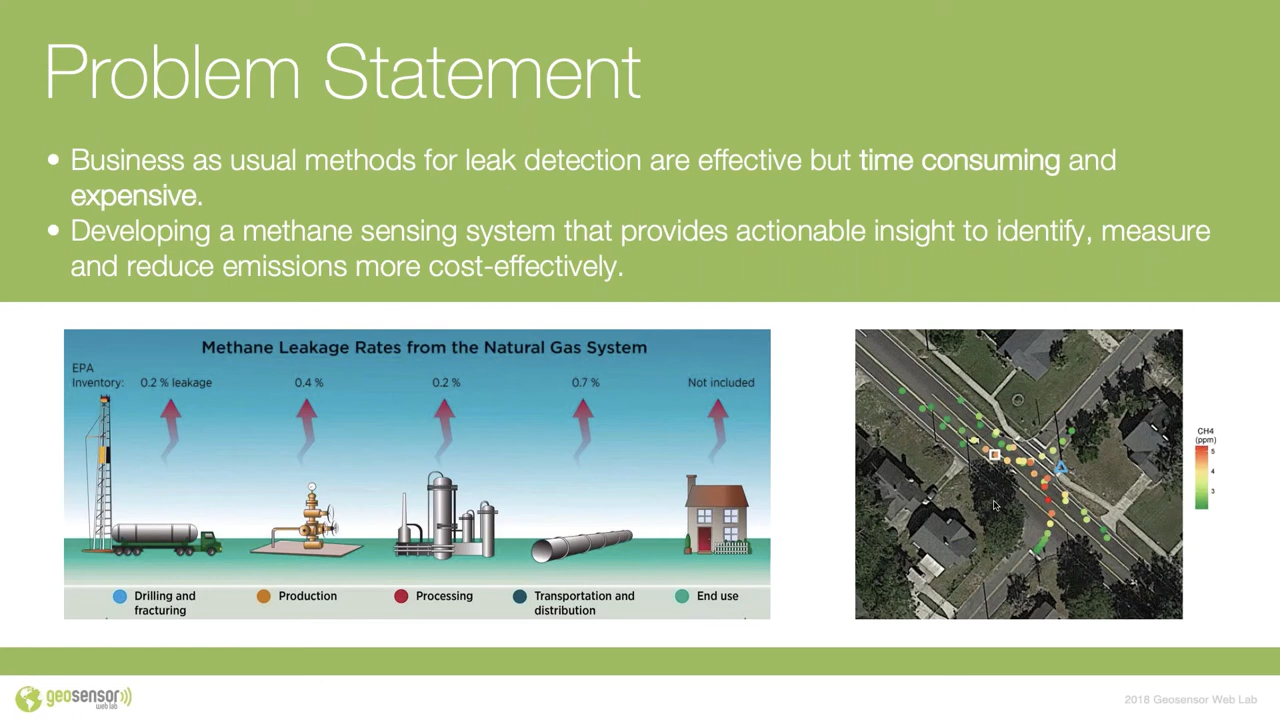 Problem Statement
• Business as usual methods for leak detection are effective but time consuming and
expensive.
• Developing a methane sensing system that provides actionable insight to identify, measure
and reduce emissions more cost-effectively.
Methane Leakage Rates from the Natural Gas System
EPA
Inventory: 0.2 % leakage 0.4 % 0.2 % 0.7 % Not included
Drilling and
fracturing
Production
Processing
Transportation and
distribution
End use
CH4
(ppm)
5
4
3
geosensor
web lab
2018 Geosensor Web Lab